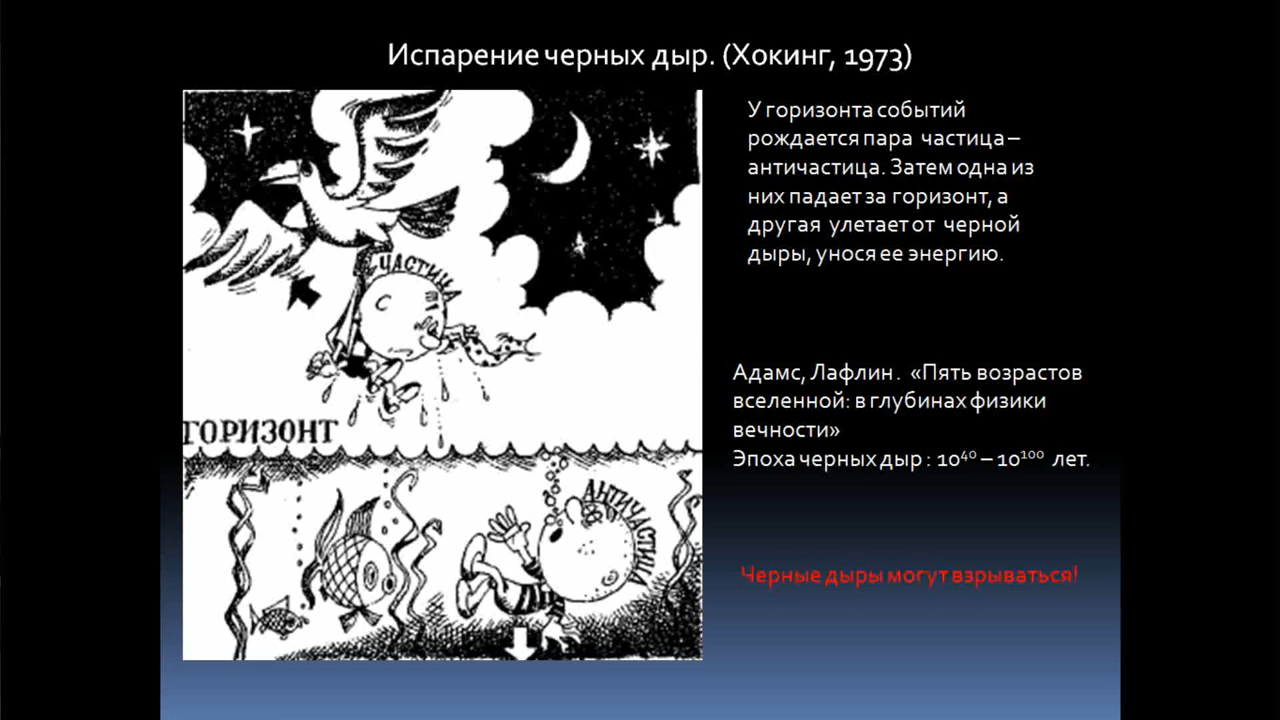 Испарение черных дыр. (Хокинг, 1973)
У горизонта событий
рождается пара частица –
античастица. Затем одна из
них падает за горизонт, а
другая улетает от черной
дыры, унося ее энергию.
ЧАСТИЦА
Адамс, Лафлин. «Пять возрастов
вселенной: в глубинах физики
вечности»
Эпоха черных дыр : 10⁴⁰ – 10¹⁰⁰ лет.
ГОРИЗОНТ
АНТИЧАСТИЦА
Черные дыры могут взрываться!